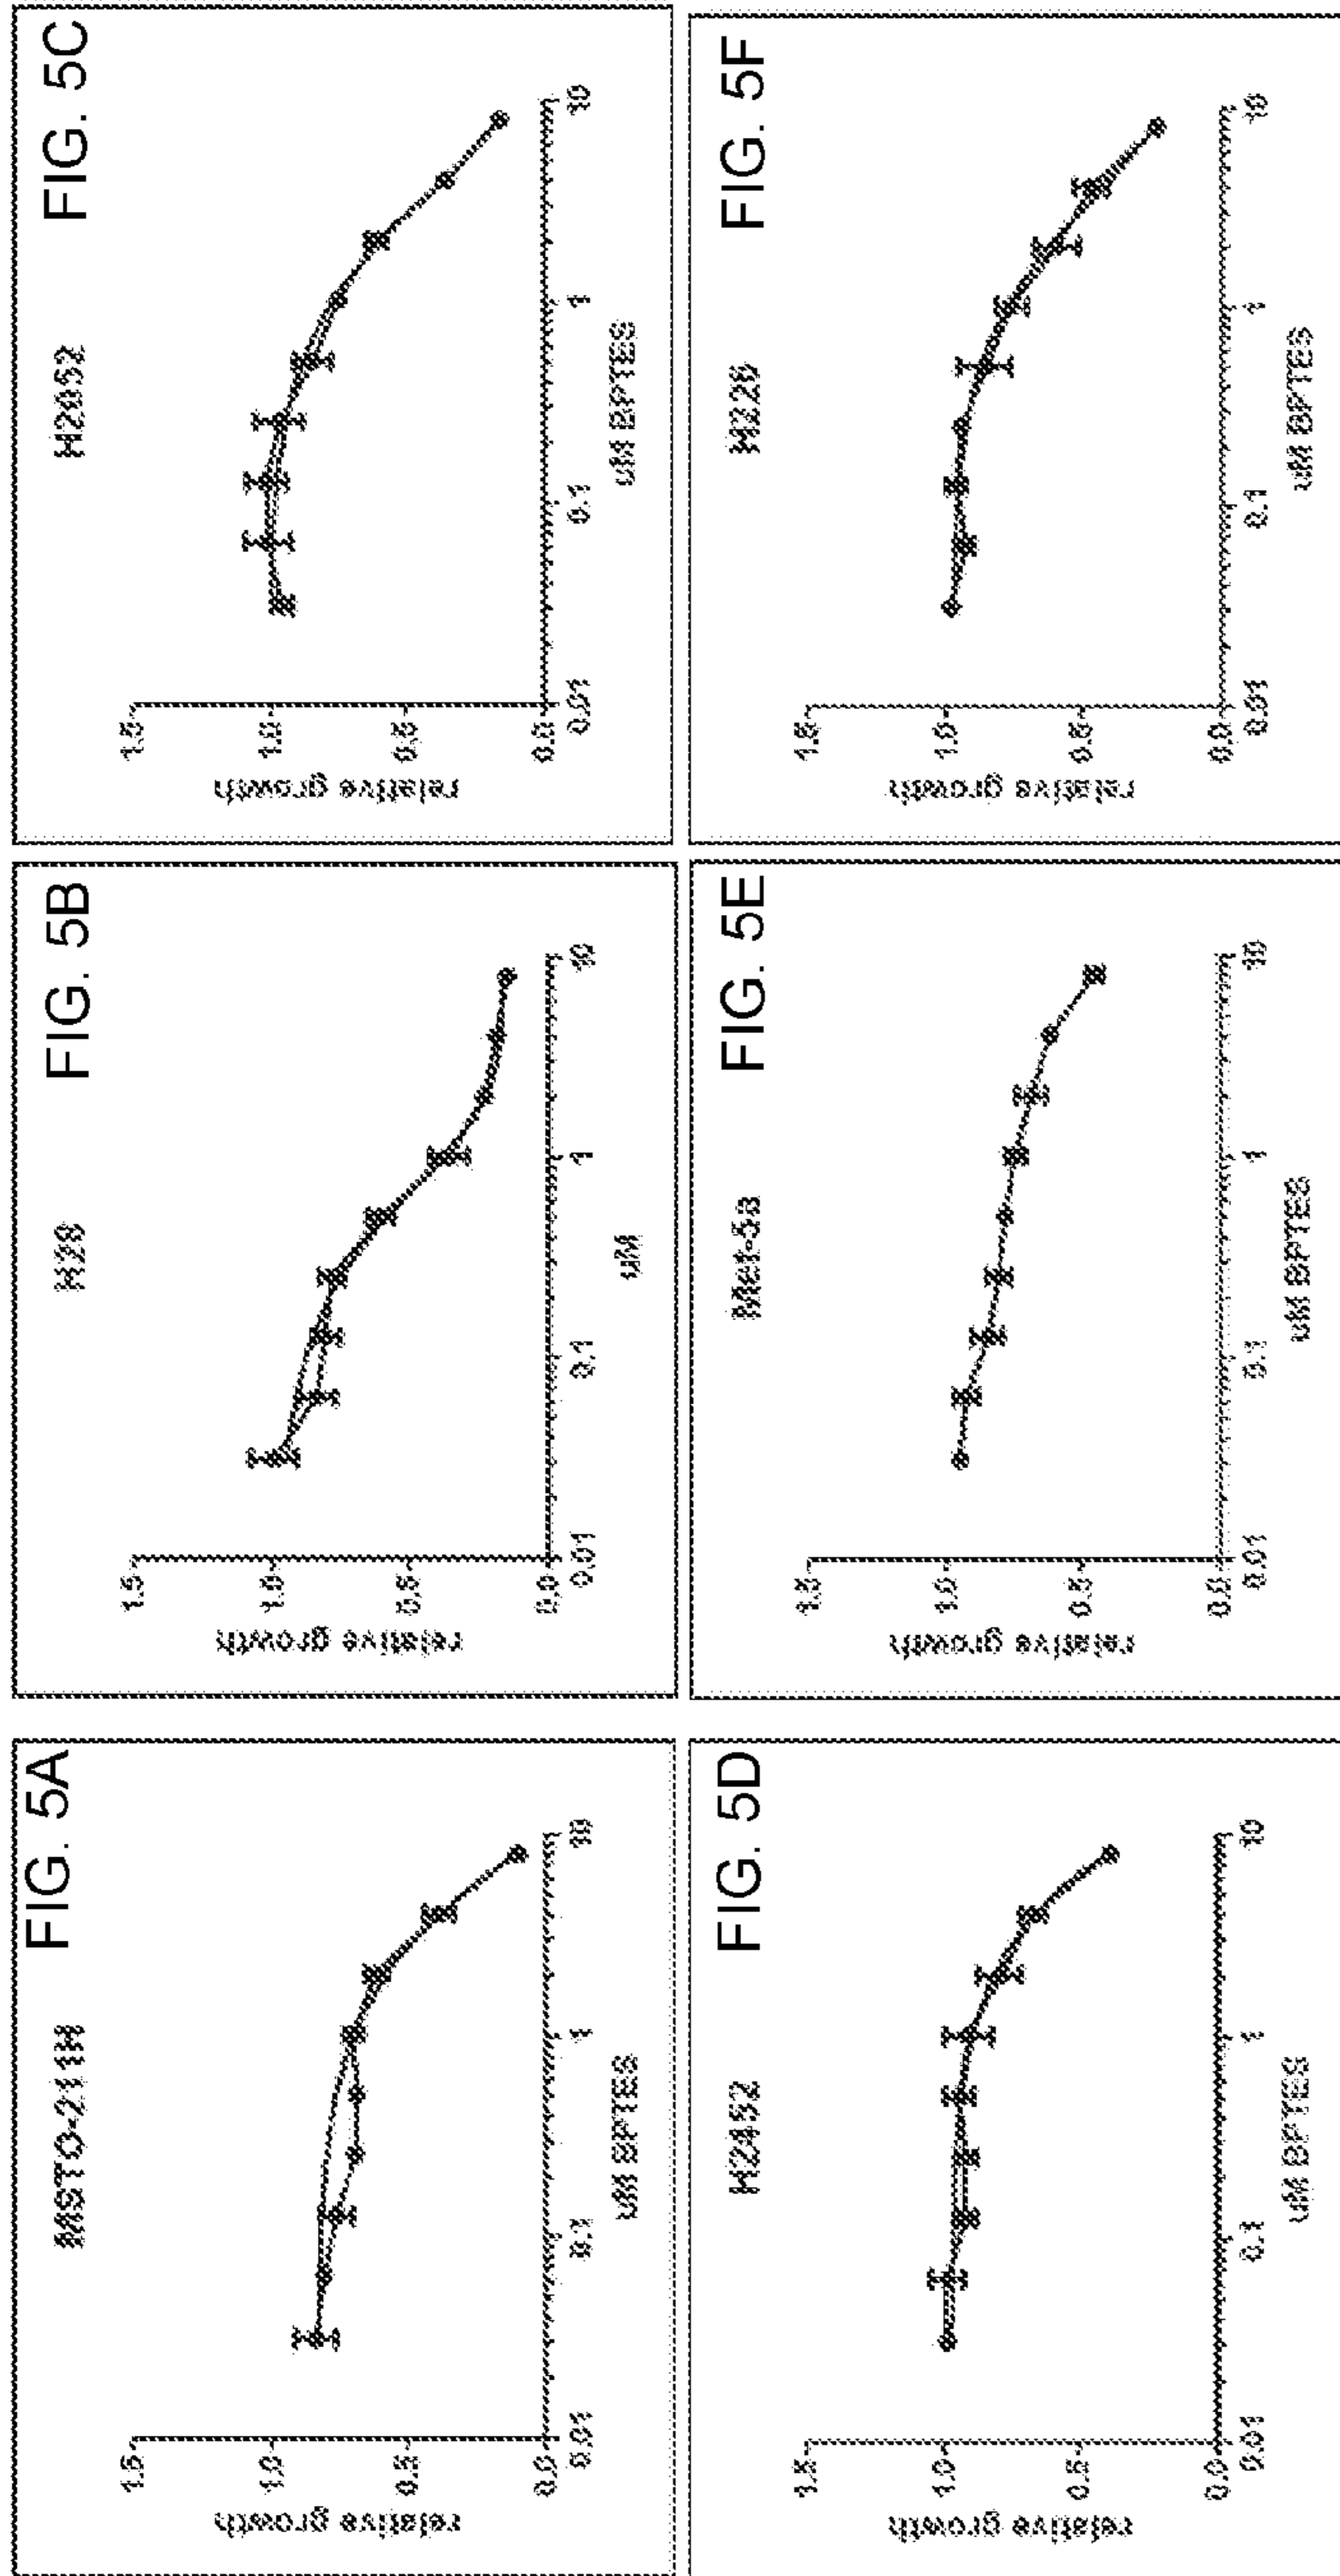 FIG. 5A
MSTO-211H
relative growth
1.5
1.0
0.5
0.0
0.01
0.1
1
10
uM BPTES
FIG. 5B
H28
relative growth
1.5
1.0
0.5
0.0
0.01
0.1
1
10
uM
FIG. 5C
H2052
relative growth
1.5
1.0
0.5
0.0
0.01
0.1
1
10
uM BPTES
FIG. 5D
H2452
relative growth
1.5
1.0
0.5
0.0
0.01
0.1
1
10
uM BPTES
FIG. 5E
Met-5a
relative growth
1.5
1.0
0.5
0.0
0.01
0.1
1
10
uM BPTES
FIG. 5F
H226
relative growth
1.5
1.0
0.5
0.0
0.01
0.1
1
10
uM BPTES